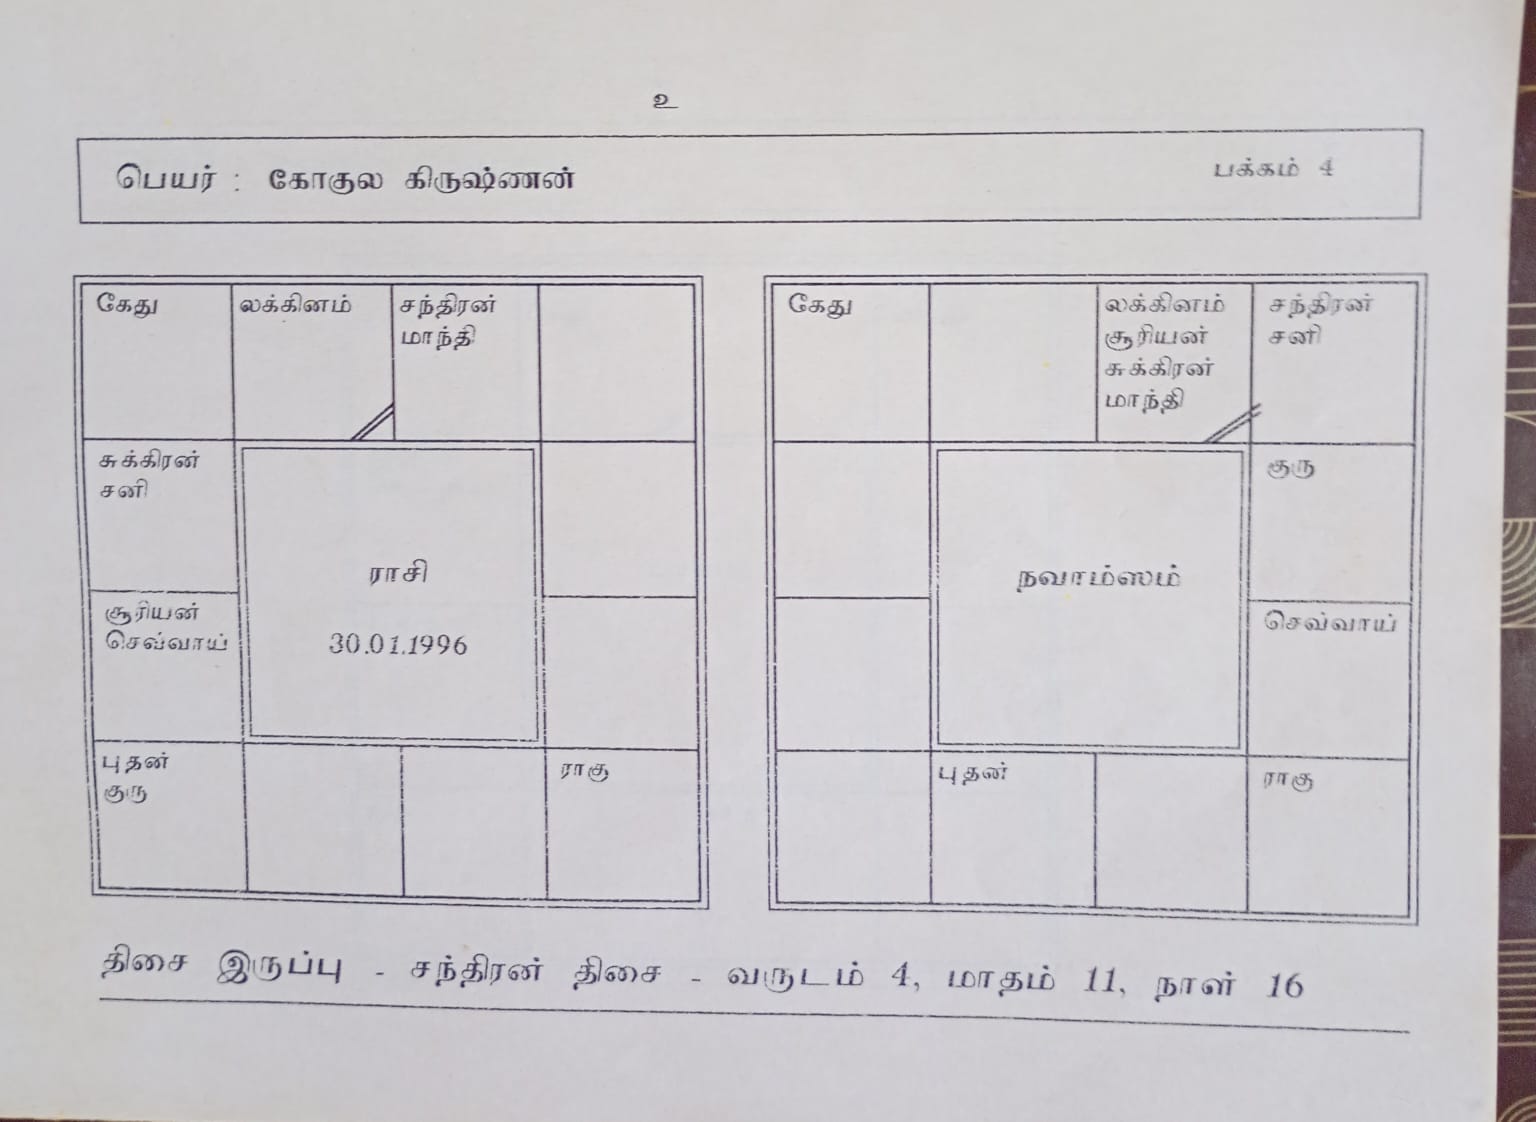 உ
பெயர் : கோகுல கிருஷ்ணன்
பக்கம் 4
கேது
லக்கினம்
சந்திரன்
மாந்தி
சுக்கிரன்
சனி
ராசி
30.01.1996
சூரியன்
செவ்வாய்
புதன்
குரு
ராகு
கேது
லக்கினம்
சூரியன்
சுக்கிரன்
மாந்தி
சந்திரன்
சனி
குரு
நவாம்ஸம்
செவ்வாய்
புதன்
ராகு
திசை இருப்பு - சந்திரன் திசை - வருடம் 4, மாதம் 11, நாள் 16